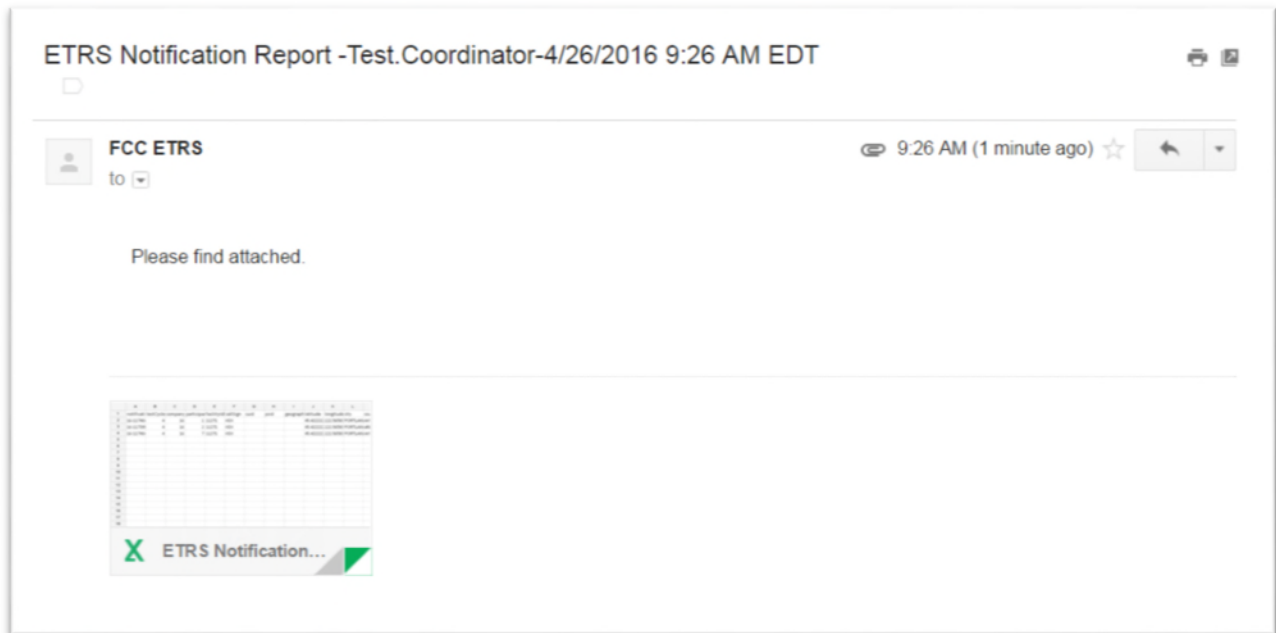 ETRS Notification Report -Test.Coordinator-4/26/2016 9:26 AM EDT
FCC ETRS
9:26 AM (1 minute ago)
to
Please find attached.
ETRS Notification...